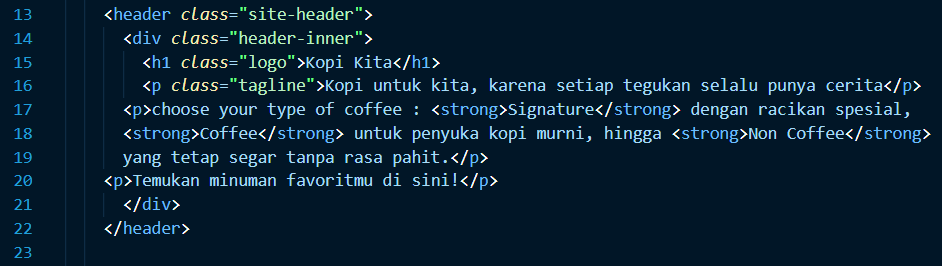 13 <header class="site-header">
14 <div class="header-inner">
15 <h1 class="logo">Kopi Kita</h1>
16 <p class="tagline">Kopi untuk kita, karena setiap tegukan selalu punya cerita</p>
17 <p>choose your type of coffee : <strong>Signature</strong> dengan racikan spesial,
18 <strong>Coffee</strong> untuk penyuka kopi murni, hingga <strong>Non Coffee</strong>
19 yang tetap segar tanpa rasa pahit.</p>
20 <p>Temukan minuman favoritmu di sini!</p>
21 </div>
22 </header>
23